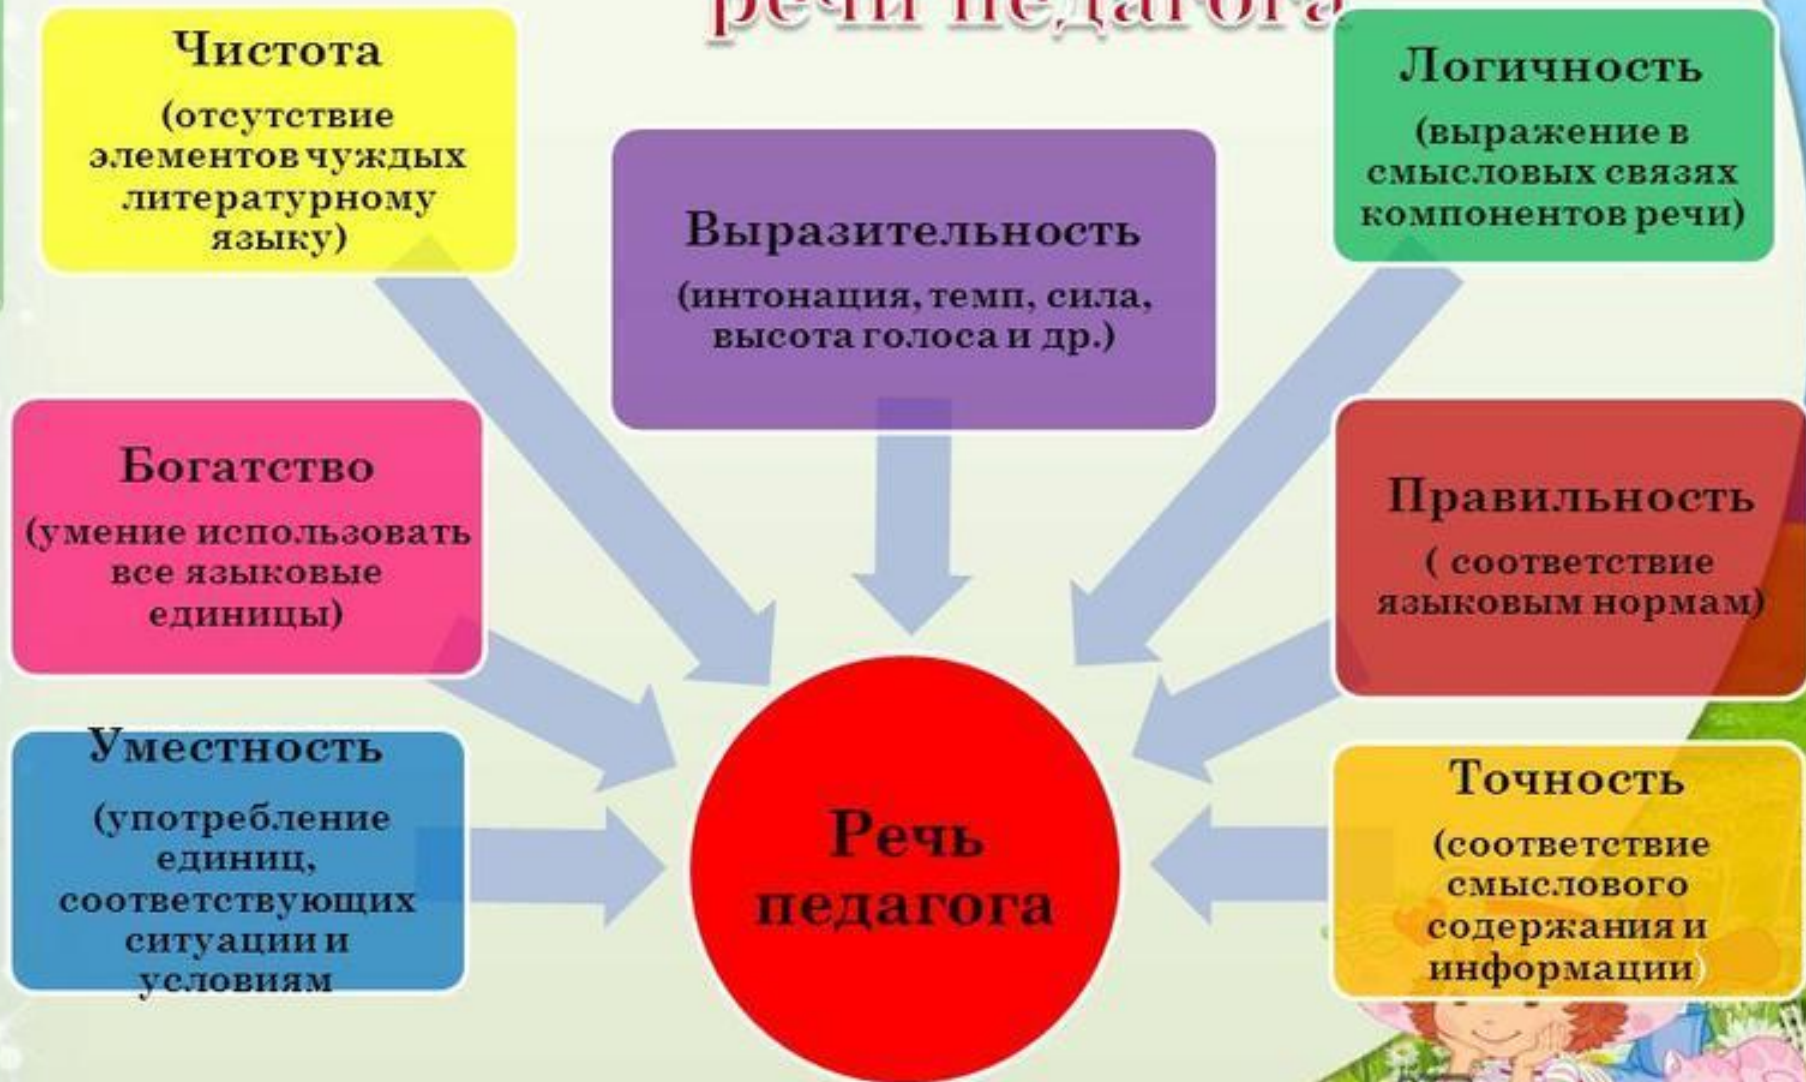 речи педагога
Чистота
(отсутствие
элементов чуждых
литературному
языку)
Выразительность
(интонация, темп, сила,
высота голоса и др.)
Логичность
(выражение в
смысловых связях
компонентов речи)
Богатство
(умение использовать
все языковые
единицы)
Правильность
( соответствие
языковым нормам)
Уместность
(употребление
единиц,
соответствующих
ситуации и
условиям
Речь
педагога
Точность
(соответствие
смыслового
содержания и
информации)